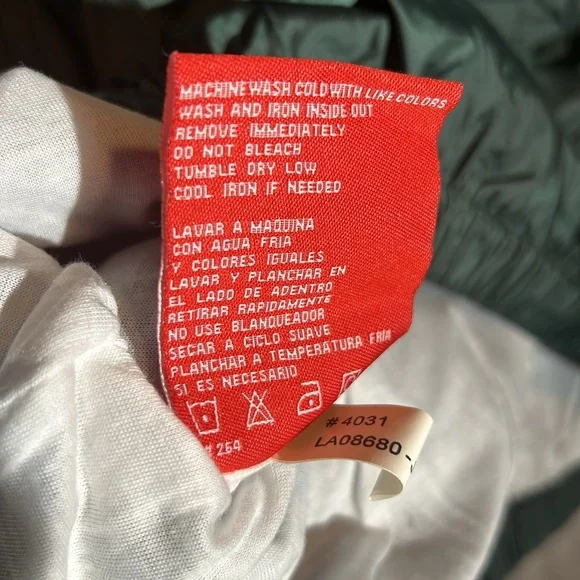 MACHINE WASH COLD WITH LIKE COLORS
WASH AND IRON INSIDE OUT
REMOVE IMMEDIATELY
DO NOT BLEACH
TUMBLE DRY LOW
COOL IRON IF NEEDED
LAVAR A MAQUINA
CON AGUA FRIA
Y COLORES IGUALES
LAVAR Y PLANCHAR EN
EL LADO DE ADENTRO
RETIRAR RAPIDAMENTE
NO USE BLANQUEADOR
SECAR A CICLO SUAVE
PLANCHAR A TEMPERATURA FRIA
SI ES NECESARIO
# 264
#4031
LA08680-